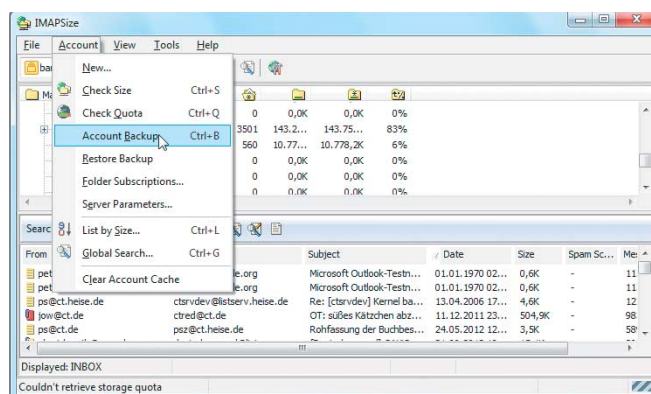 IMAPSize
File Account View Tools Help
New...
Check Size Ctrl+S
Check Quota Ctrl+Q
Account Backup Ctrl+B
Restore Backup
Folder Subscriptions...
Server Parameters...
List by Size... Ctrl+L
Global Search... Ctrl+G
Clear Account Cache
0 0,0K 0,0K 0%
3501 143.2... 143.75... 83%
560 10.77... 10.778,2K 6%
0 0,0K 0,0K 0%
0 0,0K 0,0K 0%
From Subject Date Size Spam Sc...
Microsoft Outlook-Testn... 01.01.1970 02... 0,6K - 11
Microsoft Outlook-Testn... 01.01.1970 02... 0,6K - 11
ps@ct.heise.de ctsrvdev@listserv.heise.de Re: [ctsrvdev] Kernel ba... 13.04.2006 17... 4,6K - 12
jow@ct.de ctred@ct.de OT: süßes Kätzchen abz... 11.12.2011 23... 504,9K - 98
ps@ct.de psz@ct.heise.de Rohfassung der Buchbes... 24.05.2012 12... 3,5K -
Displayed: INBOX
Couldn't retrieve storage quota